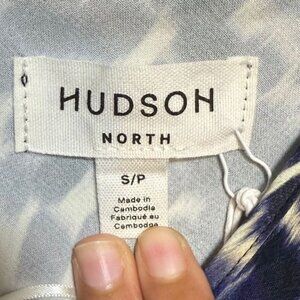 HUDSON
NORTH
S/P
Made in
Cambodia
Fabriqué au
Cambodge